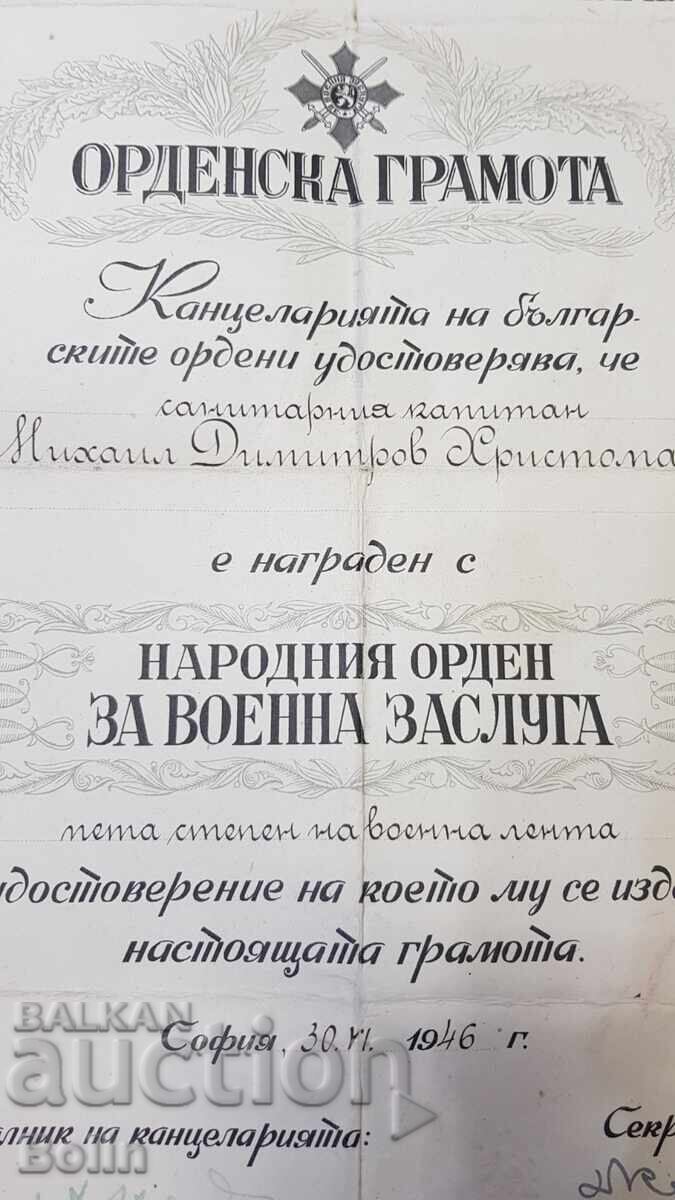 ОРДЕНСКА ГРАМОТА
Канцеларията на българ-
ските ордени удостоверява, че
санитарния капитан
Михаил Димитров Христома
е награден с
НАРОДНИЯ ОРДЕН
ЗА ВОЕННА ЗАСЛУГА
пета степен на военна лента
удостоверение на което му се изд
настоящата грамота.
София, 30.VI. 1946 г.
лник на канцеларията:
Секр
BALKAN
auction
Bolin